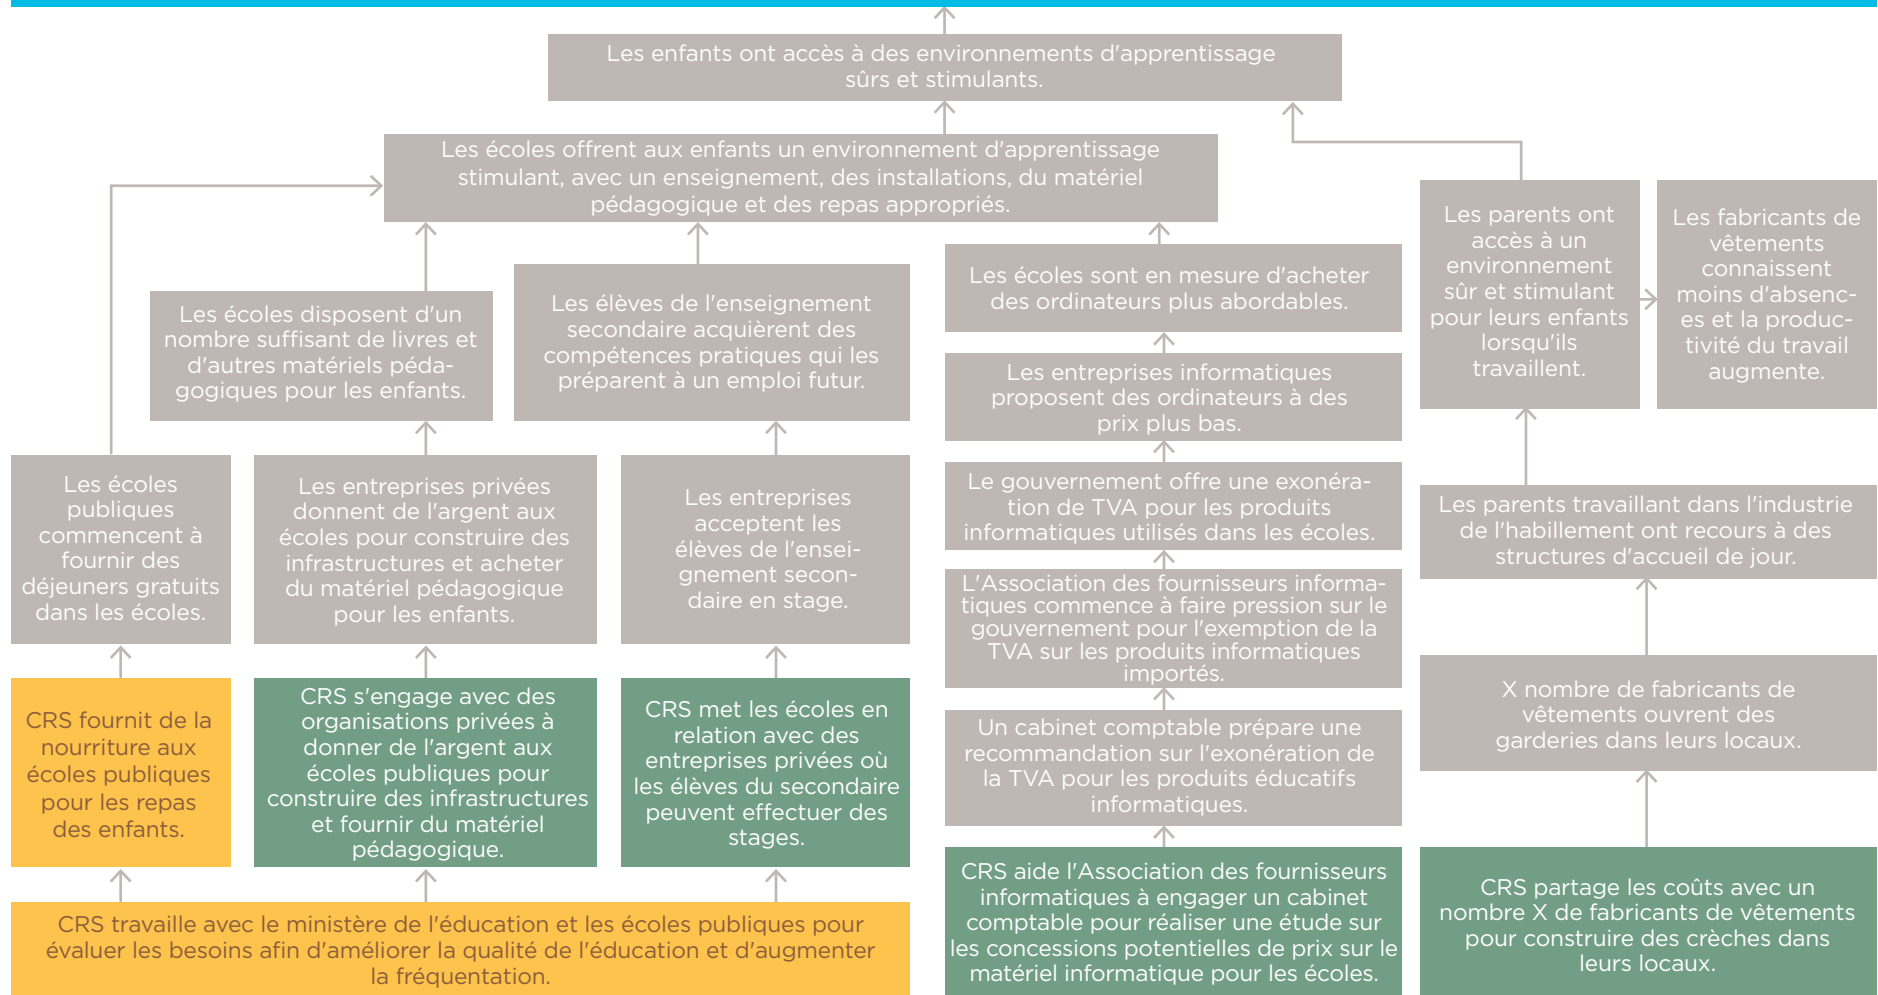 Les enfants ont accès à des environnements d'apprentissage
sûrs et stimulants.
Les écoles offrent aux enfants un environnement d'apprentissage
stimulant, avec un enseignement, des installations, du matériel
pédagogique et des repas appropriés.
Les parents ont
accès à un
environnement
sûr et stimulant
pour leurs enfants
lorsqu'ils
travaillent.
Les fabricants de
vêtements
connaissent
moins d'absenc-
es et la produc-
tivité du travail
augmente.
Les écoles disposent d'un
nombre suffisant de livres et
d'autres matériels péda-
gogiques pour les enfants.
Les élèves de l'enseignement
secondaire acquièrent des
compétences pratiques qui les
préparent à un emploi futur.
Les écoles sont en mesure d'acheter
des ordinateurs plus abordables.
Les entreprises informatiques
proposent des ordinateurs à des
prix plus bas.
Les écoles
publiques
commencent à
fournir des
déjeuners gratuits
dans les écoles.
Les entreprises privées
donnent de l'argent aux
écoles pour construire des
infrastructures et acheter
du matériel pédagogique
pour les enfants.
Les entreprises
acceptent les
élèves de l'ensei-
gnement secon-
daire en stage.
Le gouvernement offre une exonéra-
tion de TVA pour les produits
informatiques utilisés dans les écoles.
Les parents travaillant dans l'industrie
de l'habillement ont recours à des
structures d'accueil de jour.
L'Association des fournisseurs informa-
tiques commence à faire pression sur le
gouvernement pour l'exemption de la
TVA sur les produits informatiques
importés.
CRS fournit de la
nourriture aux
écoles publiques
pour les repas
des enfants.
CRS s'engage avec des
organisations privées à
donner de l'argent aux
écoles publiques pour
construire des infrastructures
et fournir du matériel
pédagogique.
CRS met les écoles en
relation avec des
entreprises privées où
les élèves du secondaire
peuvent effectuer des
stages.
Un cabinet comptable prépare une
recommandation sur l'exonération de
la TVA pour les produits éducatifs
informatiques.
X nombre de fabricants de
vêtements ouvrent des
garderies dans leurs locaux.
CRS travaille avec le ministère de l'éducation et les écoles publiques pour
évaluer les besoins afin d'améliorer la qualité de l'éducation et d'augmenter
la fréquentation.
CRS aide l'Association des fournisseurs
informatiques à engager un cabinet
comptable pour réaliser une étude sur
les concessions potentielles de prix sur le
matériel informatique pour les écoles.
CRS partage les coûts avec un
nombre X de fabricants de vêtements
pour construire des crèches dans
leurs locaux.